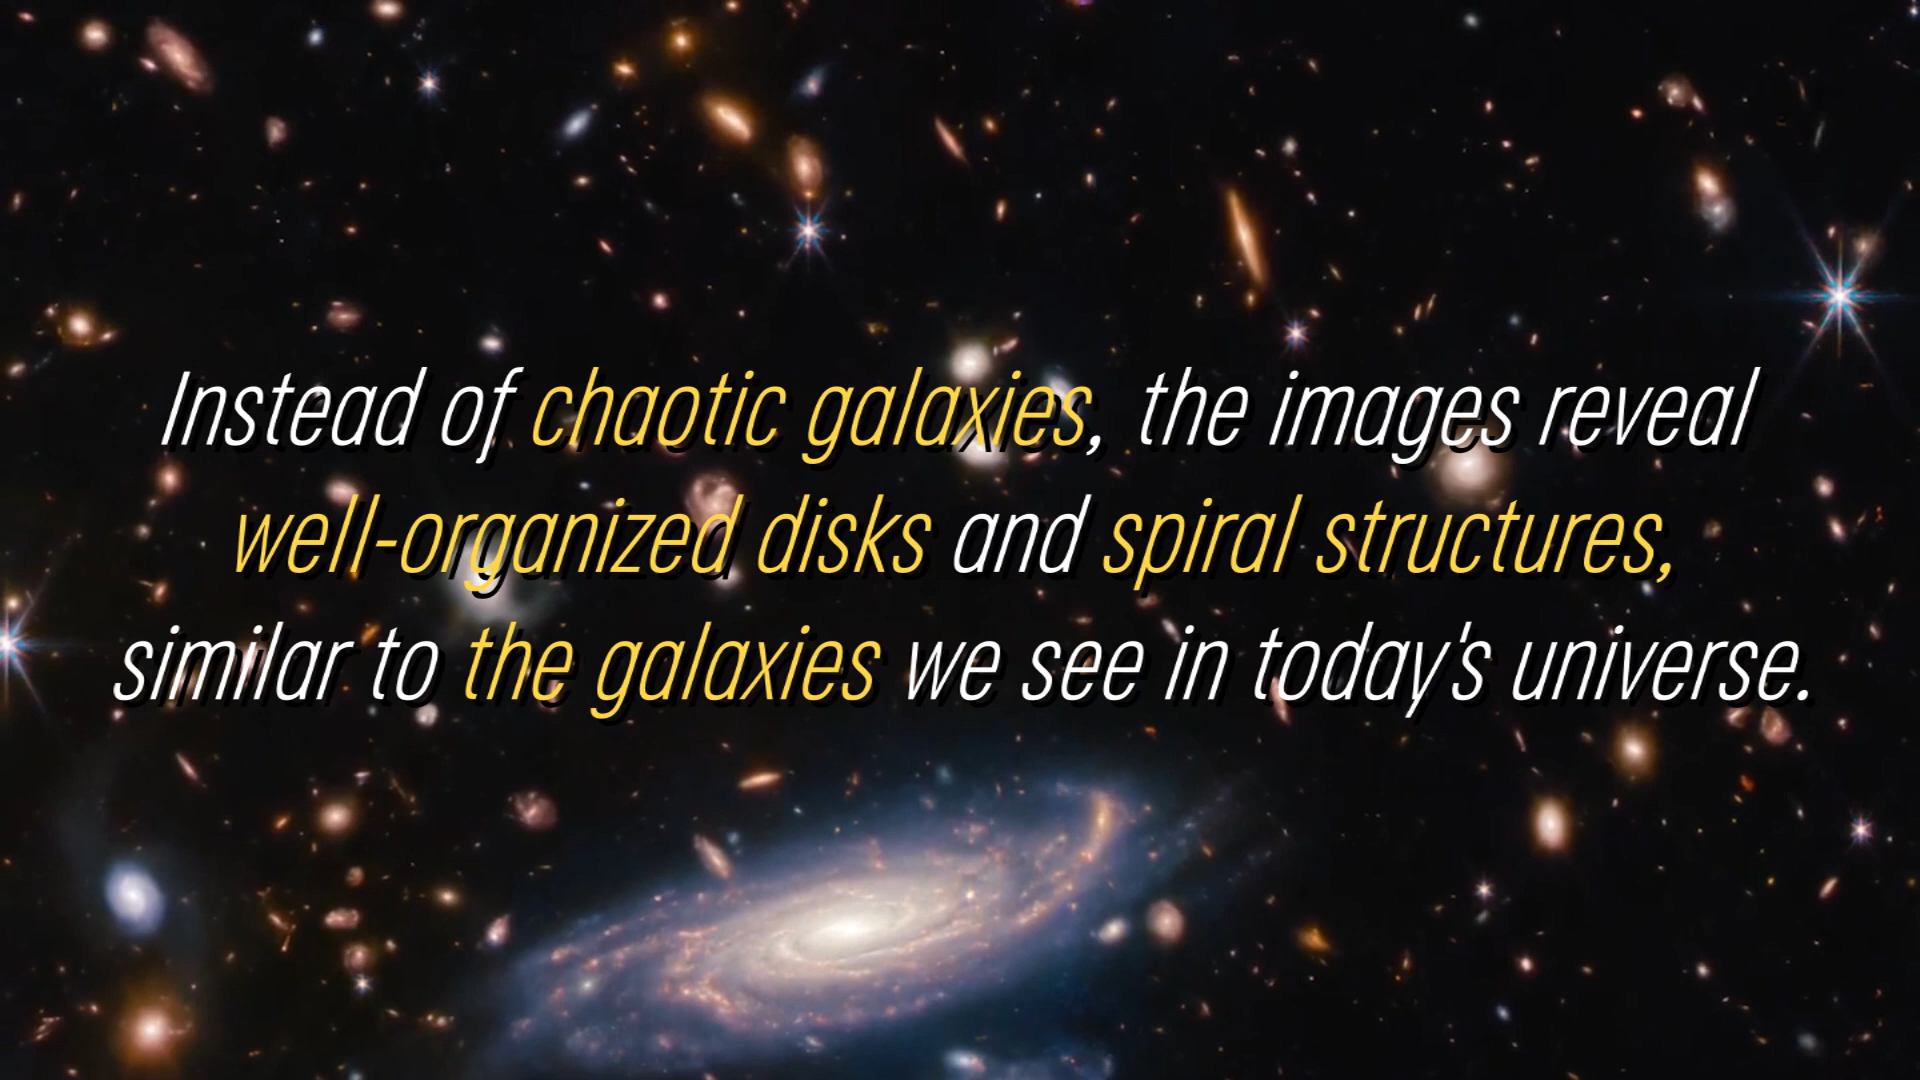 Instead of chaotic galaxies, the images reveal
well-organized disks and spiral structures,
similar to the galaxies we see in today's universe.